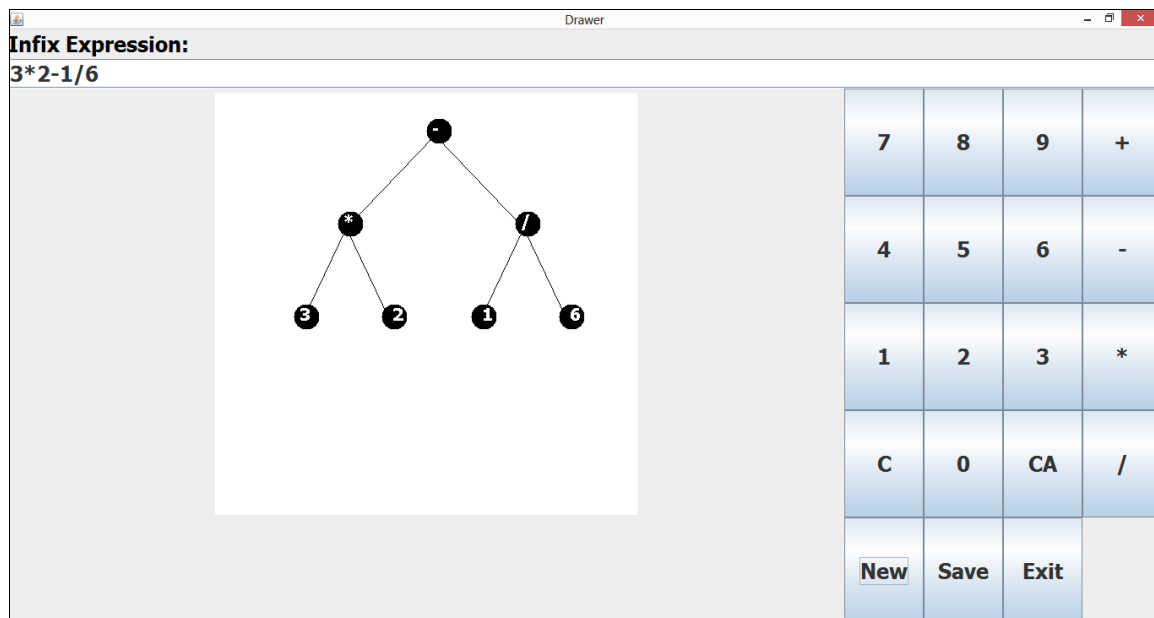 Drawer
Infix Expression:
3*2-1/6
-
* /
3 2 1 6
7 8 9 +
4 5 6 -
1 2 3 *
C 0 CA /
New Save Exit